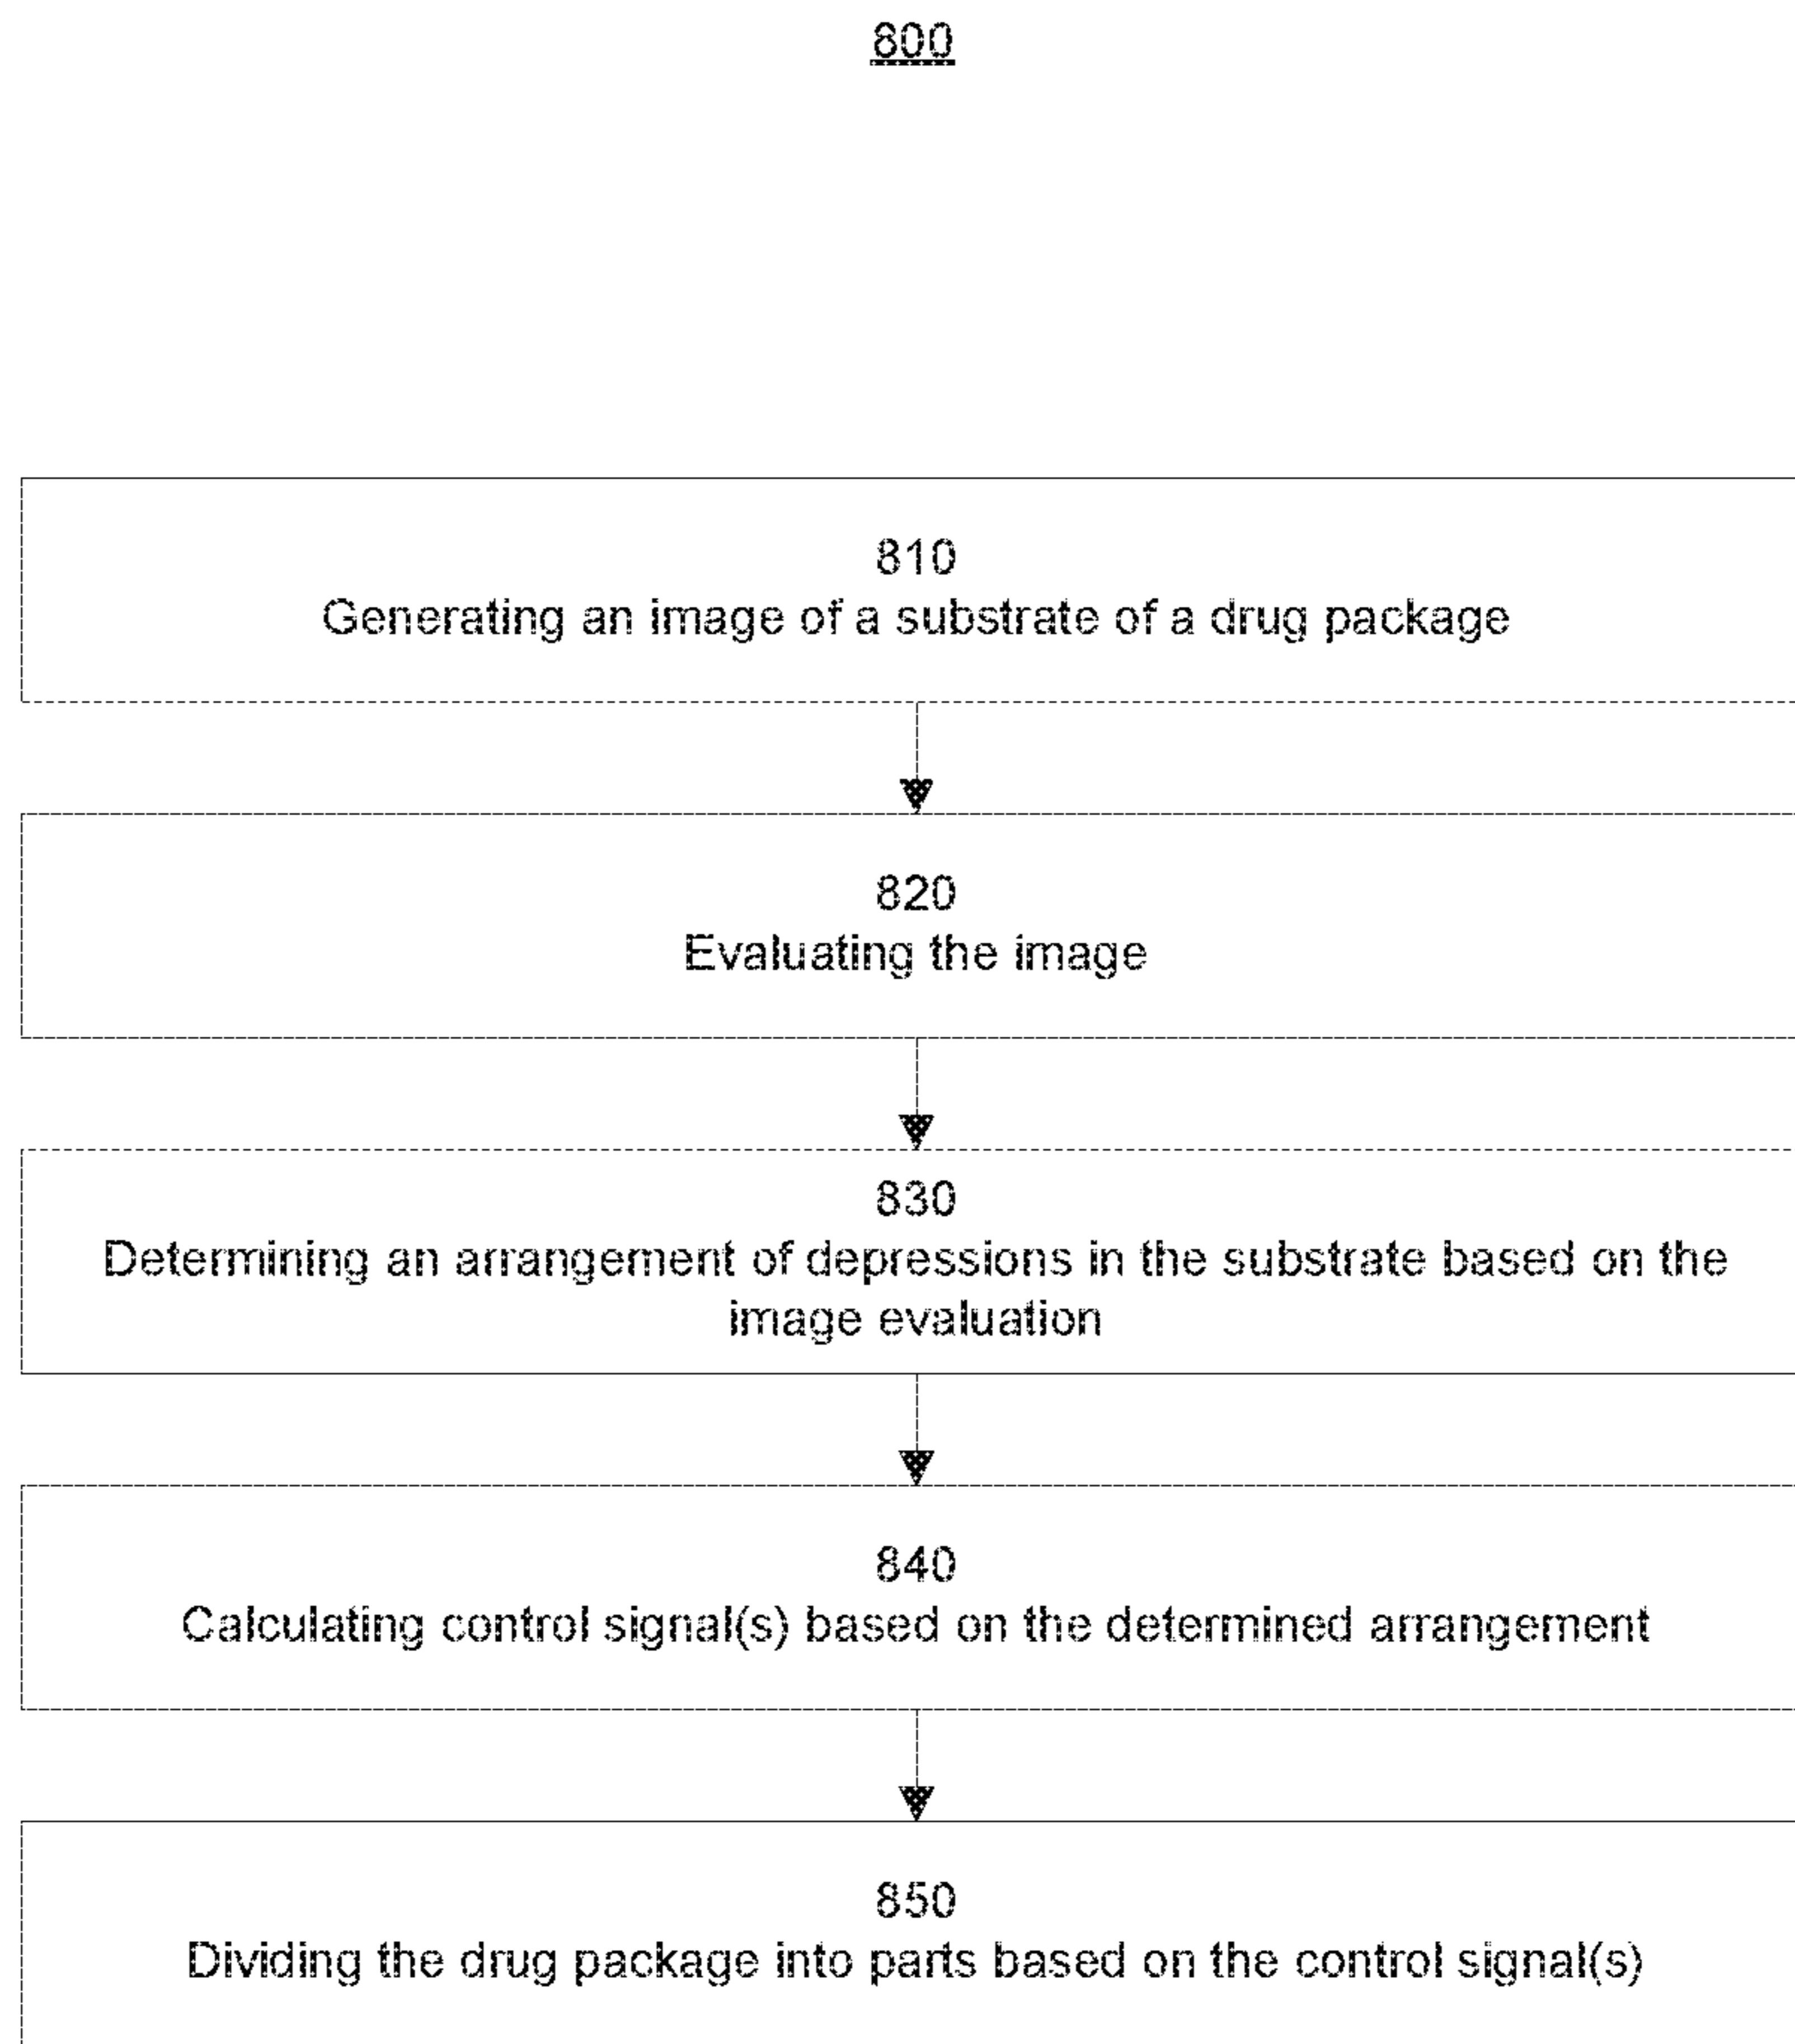 800
810
Generating an image of a substrate of a drug package
820
Evaluating the image
830
Determining an arrangement of depressions in the substrate based on the
image evaluation
840
Calculating control signal(s) based on the determined arrangement
850
Dividing the drug package into parts based on the control signal(s)